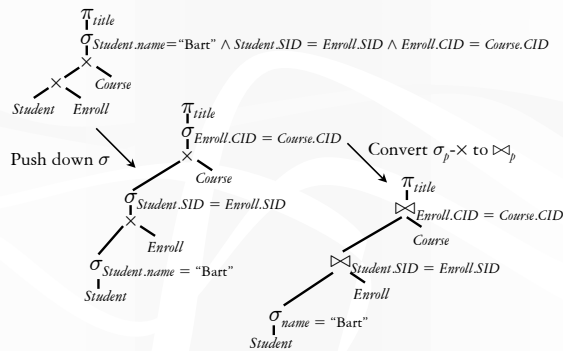 π title
σ Student.name="Bart" ∧ Student.SID = Enroll.SID ∧ Enroll.CID = Course.CID
×
× Course
Student Enroll
Push down σ
π title
σ Enroll.CID = Course.CID
×
Course
σ Student.SID = Enroll.SID
×
Enroll
σ Student.name = "Bart"
Student
Convert σp-× to ⋈p
π title
⋈ Enroll.CID = Course.CID
Course
⋈ Student.SID = Enroll.SID
Enroll
σ name = "Bart"
Student